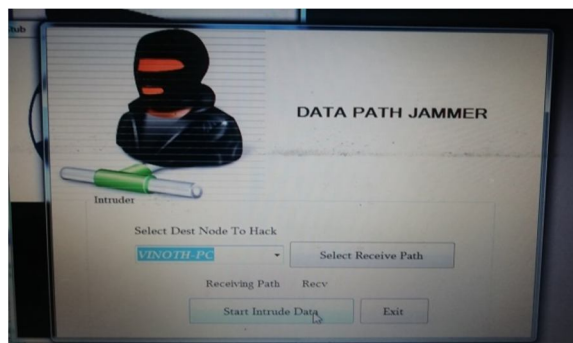 tub
DATA PATH JAMMER
Intruder
Select Dest Node To Hack
VINOTH-PC
Select Receive Path
Receiving Path Recv
Start Intrude Data
Exit